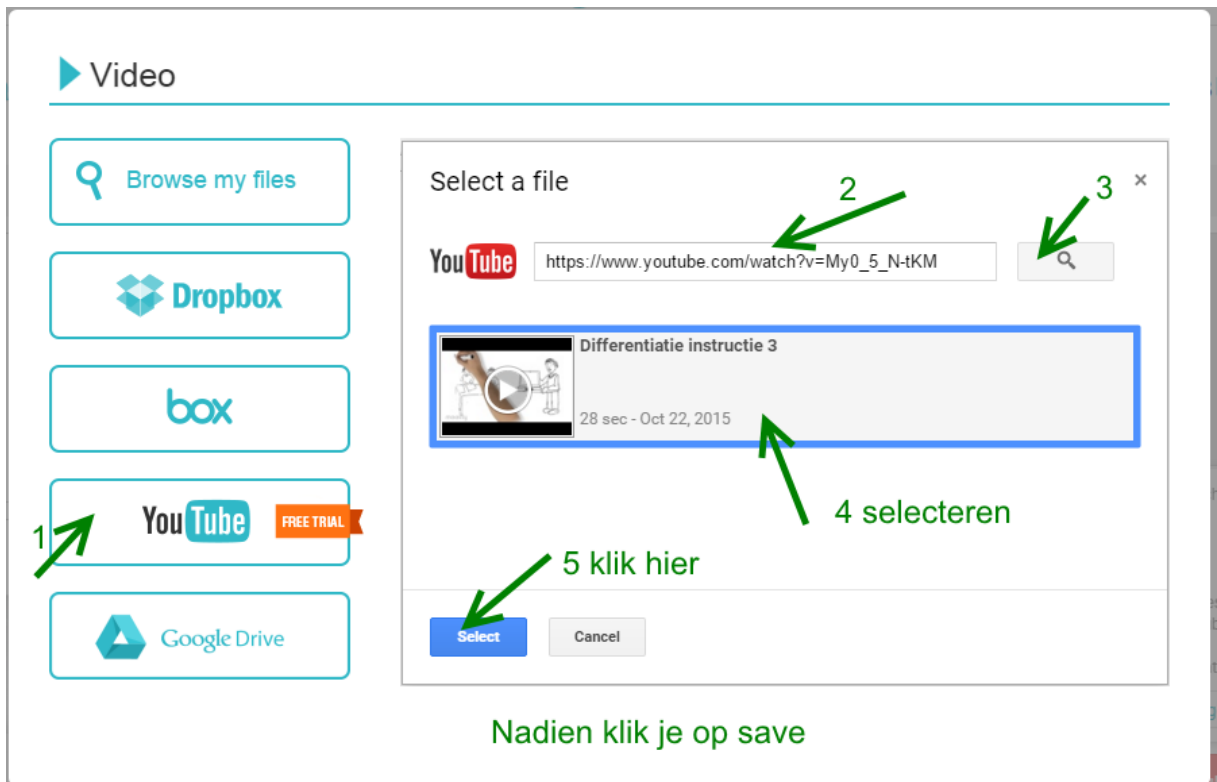 Video
Browse my files
Dropbox
box
1
YouTube FREE TRIAL
Google Drive
Select a file
×
2
3
YouTube https://www.youtube.com/watch?v=My0_5_N-tKM
Differentiatie instructie 3
28 sec - Oct 22, 2015
4 selecteren
5 klik hier
Select Cancel
Nadien klik je op save